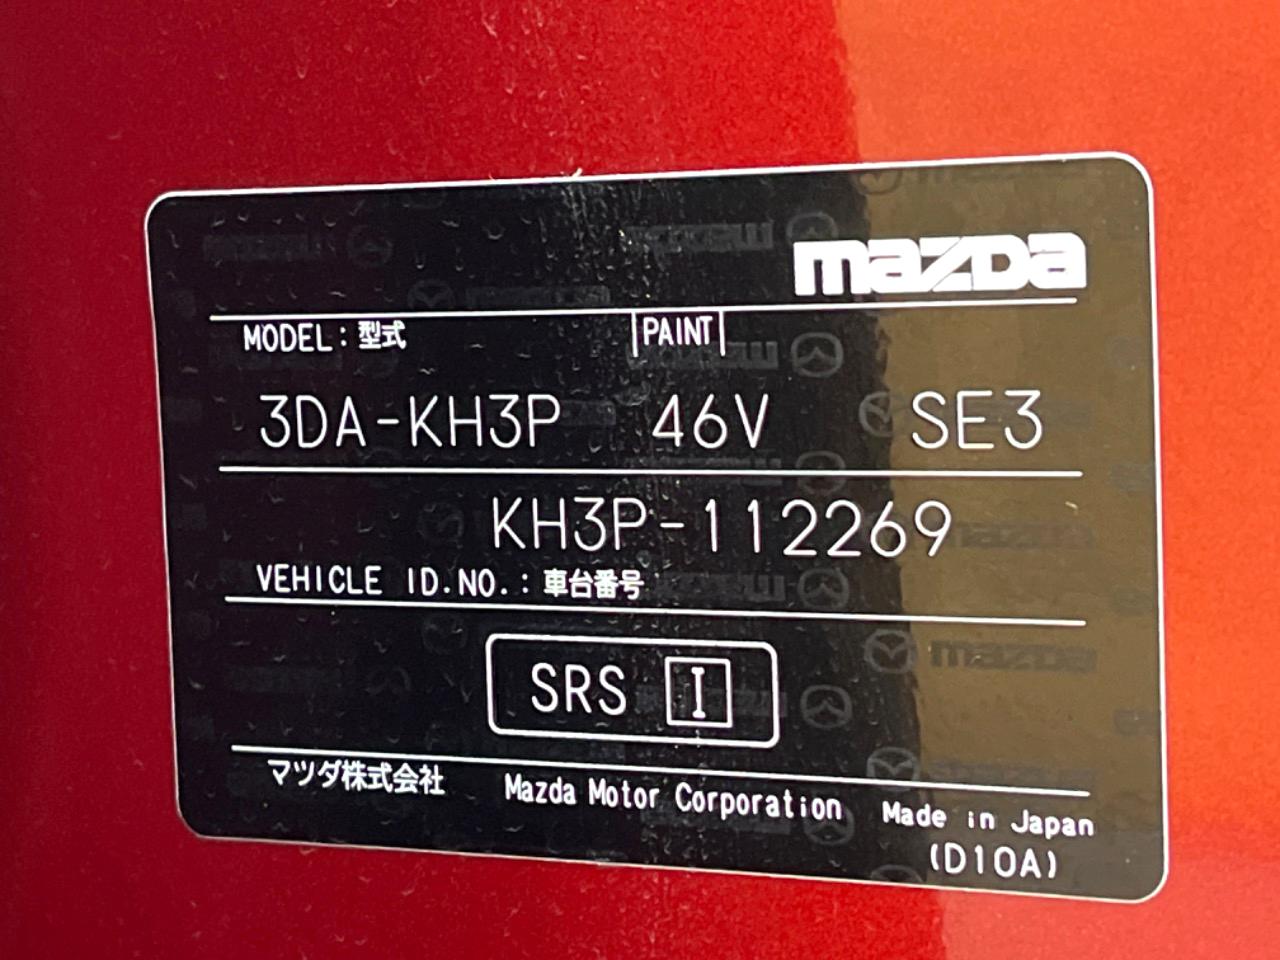 mazda
MODEL:型式 PAINT
3DA-KH3P 46V SE3
KH3P-112269
VEHICLE ID.NO.:車台番号
SRS I
マツダ株式会社 Mazda Motor Corporation Made in Japan
(D10A)